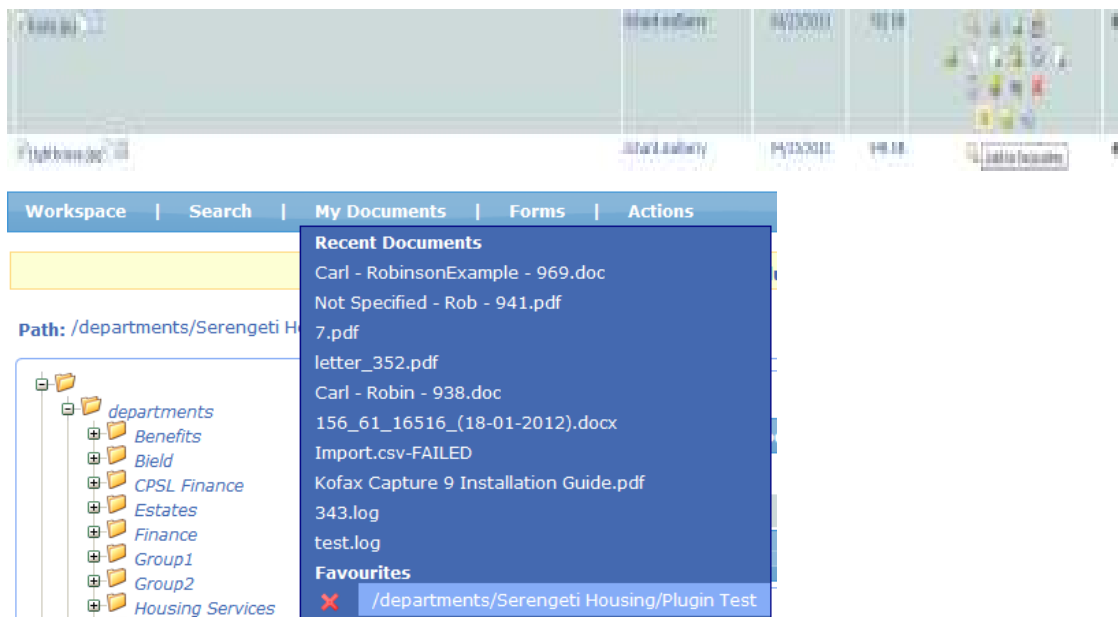 Workspace | Search | My Documents | Forms | Actions
Recent Documents
Carl - RobinsonExample - 969.doc
Not Specified - Rob - 941.pdf
7.pdf
letter_352.pdf
Carl - Robin - 938.doc
156_61_16516_(18-01-2012).docx
Import.csv-FAILED
Kofax Capture 9 Installation Guide.pdf
343.log
test.log
Favourites
/departments/Serengeti Housing/Plugin Test
Path: /departments/Serengeti
departments
Benefits
Bield
CPSL Finance
Estates
Finance
Group1
Group2
Housing Services